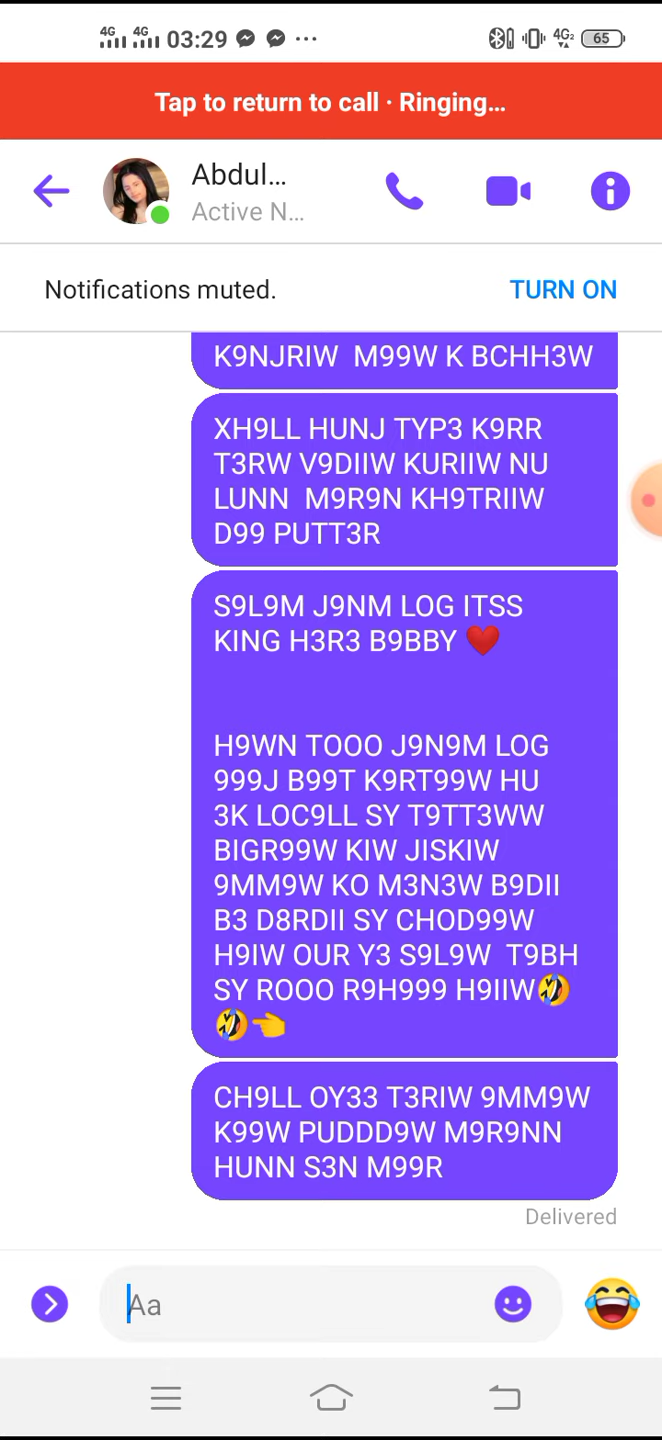 4G 4G 03:29 ...
4G2 65
Tap to return to call · Ringing...
Abdul...
Active N...
Notifications muted. TURN ON
K9NJRIW M99W K BCHH3W
XH9LL HUNJ TYP3 K9RR
T3RW V9DIIW KURIIW NU
LUNN M9R9N KH9TRIIW
D99 PUTT3R
S9L9M J9NM LOG ITSS
KING H3R3 B9BBY ❤️
H9WN TOOO J9N9M LOG
999J B99T K9RT99W HU
3K LOC9LL SY T9TT3WW
BIGR99W KIW JISKIW
9MM9W KO M3N3W B9DII
B3 D8RDII SY CHOD99W
H9IW OUR Y3 S9L9W T9BH
SY ROOO R9H999 H9IIW🤣
🤣👈
CH9LL OY33 T3RIW 9MM9W
K99W PUDDD9W M9R9NN
HUNN S3N M99R
Delivered
Aa